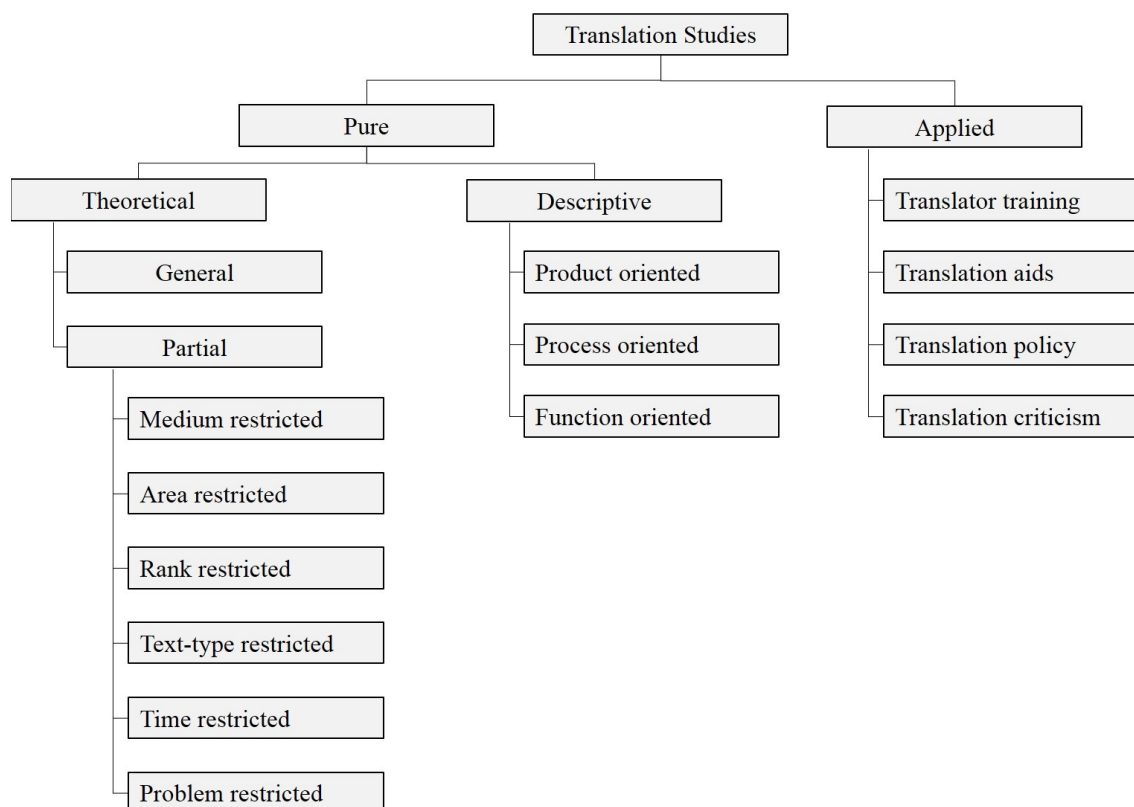 Translation Studies
Pure
Applied
Theoretical
Descriptive
Translator training
General
Product oriented
Translation aids
Partial
Process oriented
Translation policy
Medium restricted
Function oriented
Translation criticism
Area restricted
Rank restricted
Text-type restricted
Time restricted
Problem restricted